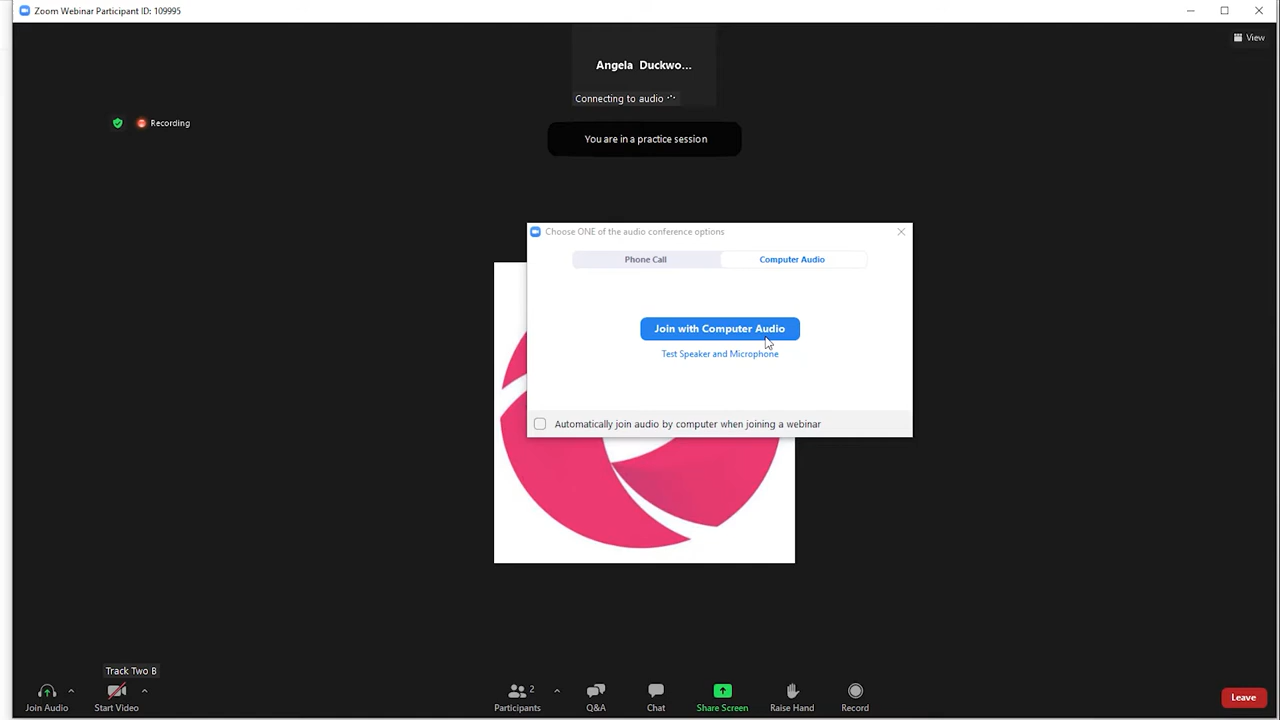 Zoom Webinar Participant ID: 109995
View
Angela Duckwo...
Connecting to audio
Recording
You are in a practice session
Choose ONE of the audio conference options
Phone Call
Computer Audio
Join with Computer Audio
Test Speaker and Microphone
Automatically join audio by computer when joining a webinar
Track Two B
Join Audio
Start Video
2
Participants
Q&A
Chat
Share Screen
Raise Hand
Record
Leave